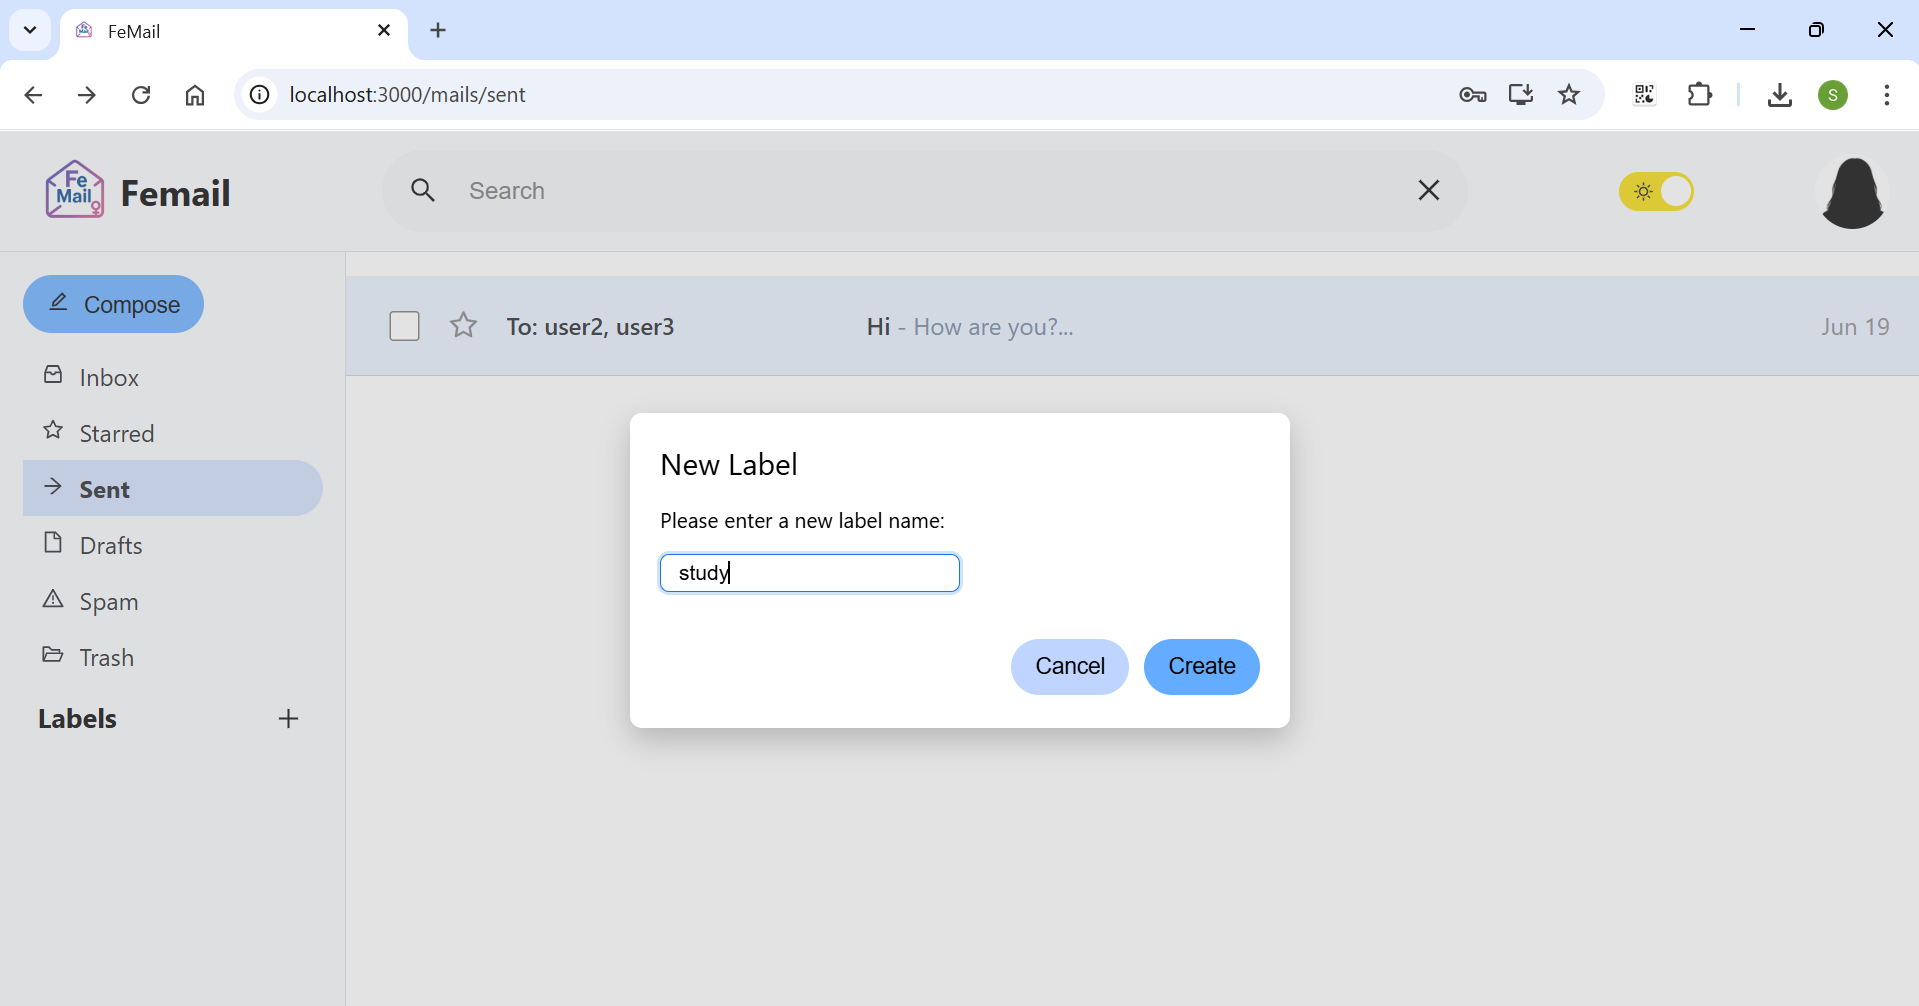 FeMail
localhost:3000/mails/sent
S
Fe
Mail
Femail
Search
Compose
Inbox
Starred
Sent
Drafts
Spam
Trash
Labels
To: user2, user3
Hi - How are you?...
Jun 19
New Label
Please enter a new label name:
study
Cancel
Create